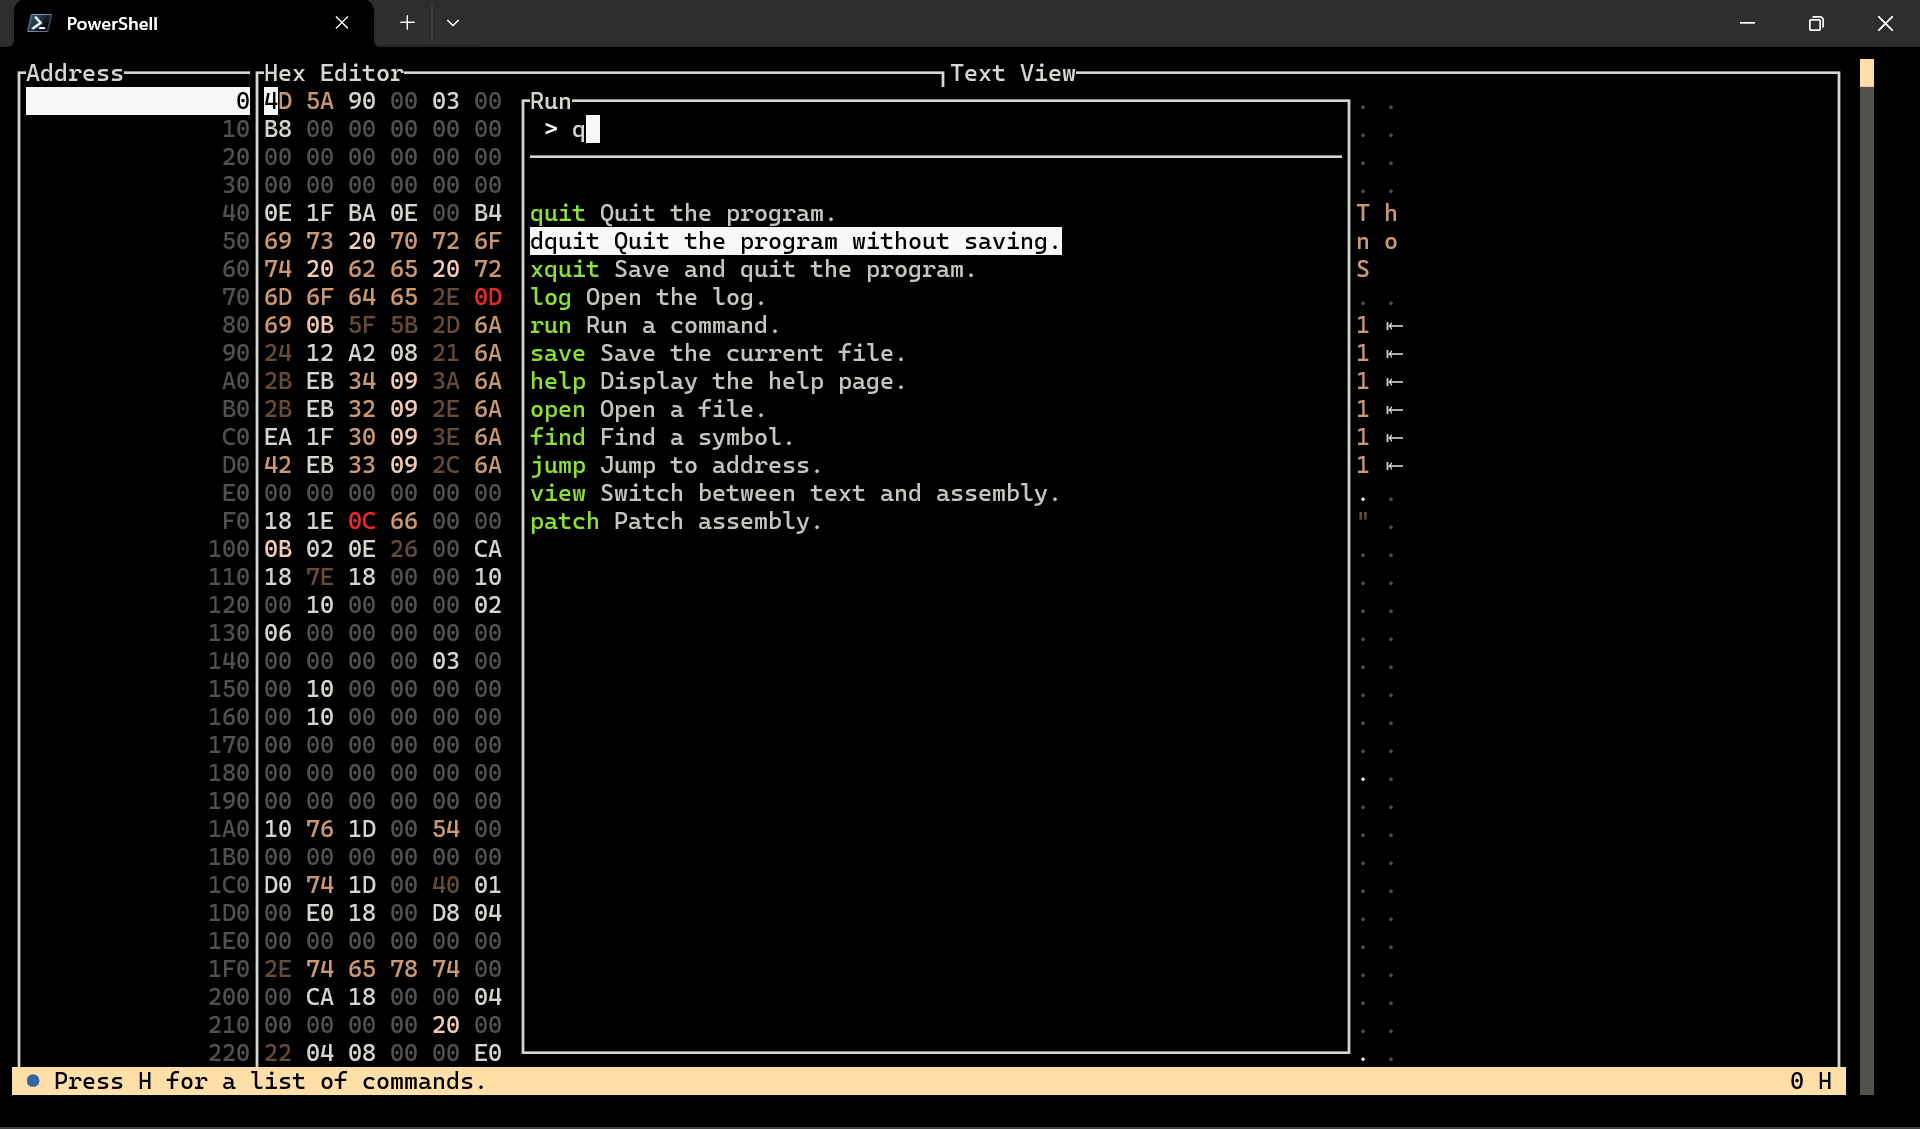 PowerShell
Address Hex Editor Text View
0 4D 5A 90 00 03 00 Run . .
10 B8 00 00 00 00 00 > q . .
20 00 00 00 00 00 00 . .
30 00 00 00 00 00 00 . .
40 0E 1F BA 0E 00 B4 quit Quit the program. T h
50 69 73 20 70 72 6F dquit Quit the program without saving. n o
60 74 20 62 65 20 72 xquit Save and quit the program. S
70 6D 6F 64 65 2E 0D log Open the log. . .
80 69 0B 5F 5B 2D 6A run Run a command. 1 ⇤
90 24 12 A2 08 21 6A save Save the current file. 1 ⇤
A0 2B EB 34 09 3A 6A help Display the help page. 1 ⇤
B0 2B EB 32 09 2E 6A open Open a file. 1 ⇤
C0 EA 1F 30 09 3E 6A find Find a symbol. 1 ⇤
D0 42 EB 33 09 2C 6A jump Jump to address. 1 ⇤
E0 00 00 00 00 00 00 view Switch between text and assembly. . .
F0 18 1E 0C 66 00 00 patch Patch assembly. " .
100 0B 02 0E 26 00 CA . .
110 18 7E 18 00 00 10 . .
120 00 10 00 00 00 02 . .
130 06 00 00 00 00 00 . .
140 00 00 00 00 03 00 . .
150 00 10 00 00 00 00 . .
160 00 10 00 00 00 00 . .
170 00 00 00 00 00 00 . .
180 00 00 00 00 00 00 . .
190 00 00 00 00 00 00 . .
1A0 10 76 1D 00 54 00 . .
1B0 00 00 00 00 00 00 . .
1C0 D0 74 1D 00 40 01 . .
1D0 00 E0 18 00 D8 04 . .
1E0 00 00 00 00 00 00 . .
1F0 2E 74 65 78 74 00 . .
200 00 CA 18 00 00 04 . .
210 00 00 00 00 20 00 . .
220 22 04 08 00 00 E0 . .
● Press H for a list of commands. 0 H